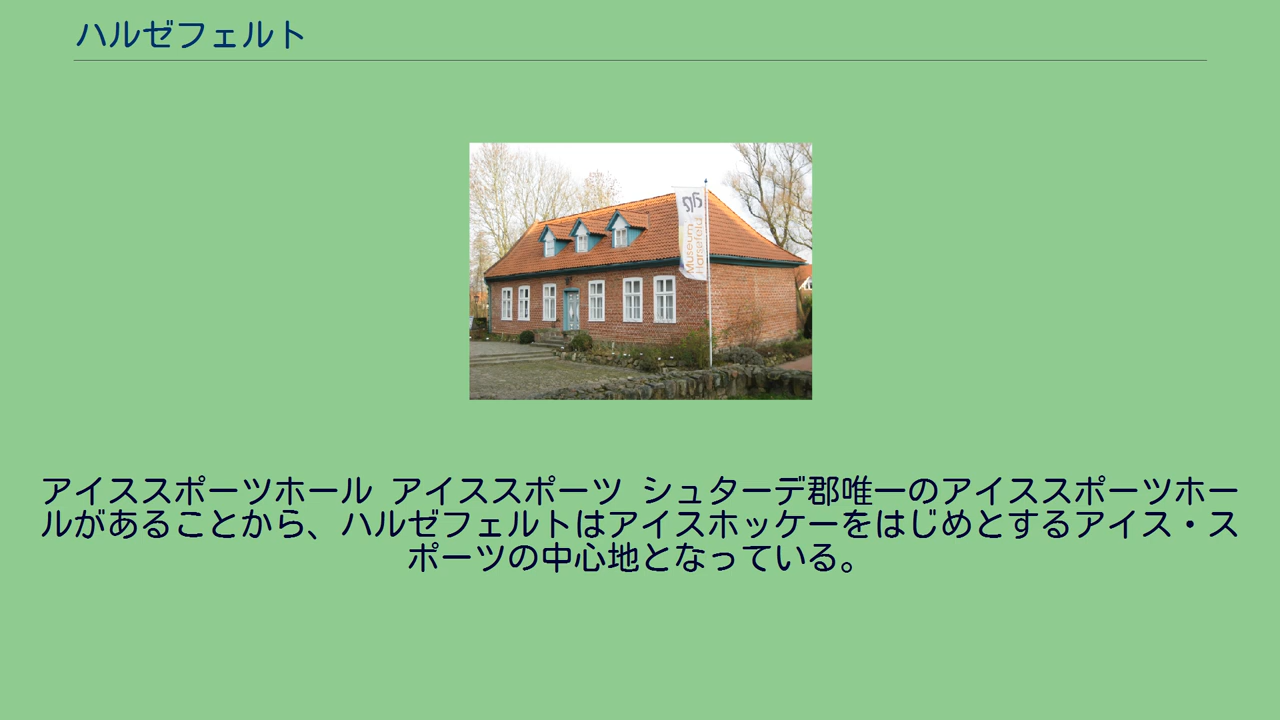 ハルゼフェルト
Museum
Harsefeld
アイススポーツホール アイススポーツ シュターデ郡唯一のアイススポーツホー
ルがあることから、ハルゼフェルトはアイスホッケーをはじめとするアイス・ス
ポーツの中心地となっている。